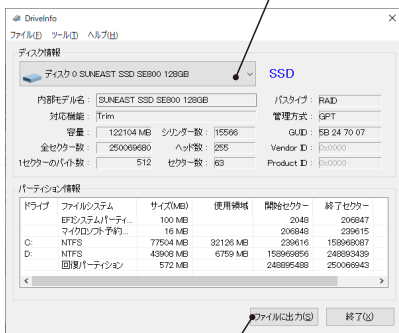 DriveInfo
ファイル(F) ツール(T) ヘルプ(H)
ディスク情報
ディスク 0 SUNEAST SSD SE800 128GB
SSD
内部モデル名： SUNEAST SSD SE800 128GB バスタイプ： RAID
対応機能： Trim 管理方式： GPT
容量： 122104 MB シリンダー数： 15566 GUID： 5B 24 70 07
全セクター数： 250069680 ヘッド数： 255 Vendor ID： 0x0000
1セクターのバイト数： 512 セクター数： 63 Product ID： 0x0000
パーティション情報
ドライブ ファイルシステム サイズ(MB) 使用領域 開始セクター 終了セクター
EFIシステムパーティ... 100 MB 2048 206847
マイクロソフト予約... 16 MB 206848 239615
C: NTFS 77504 MB 32126 MB 239616 158968087
D: NTFS 43908 MB 6759 MB 158969856 248893439
回復パーティション 572 MB 248895488 250066943
ファイルに出力(S) 終了(X)